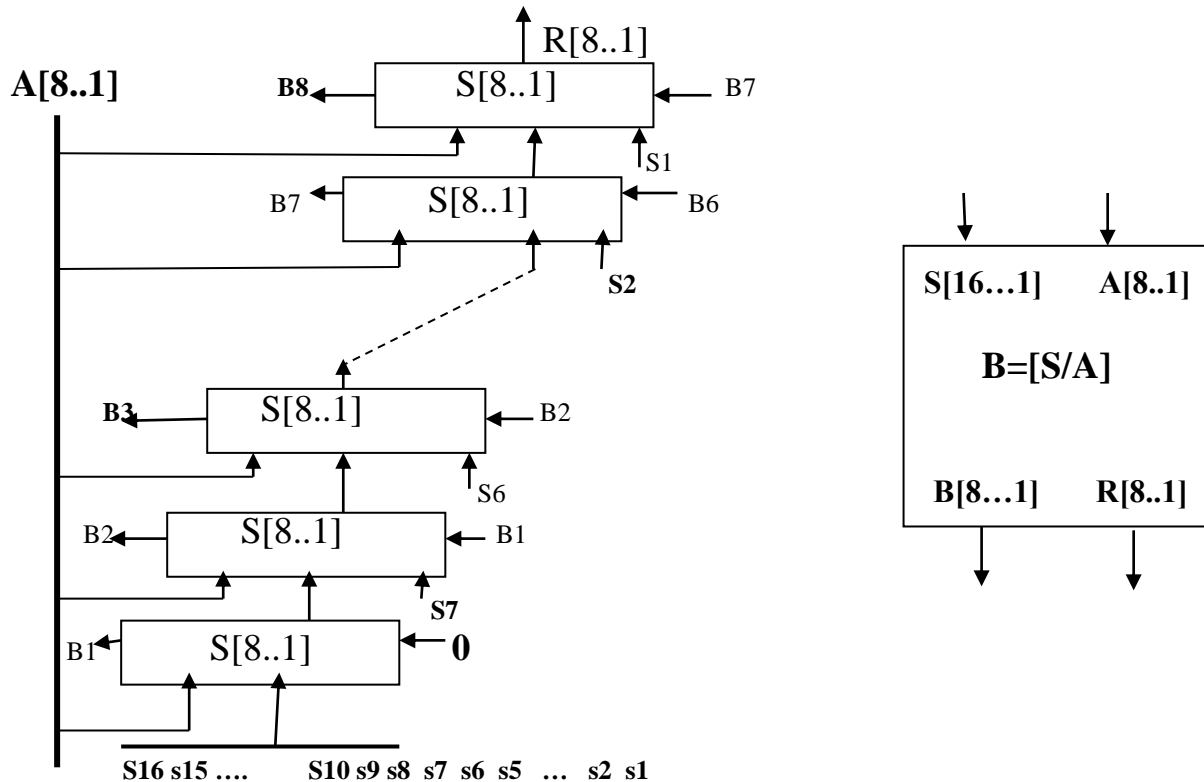 R[8..1]
A[8..1]
B8
S[8..1]
B7
S1
B7
S[8..1]
B6
S2
S[16…1] A[8..1]
B=[S/A]
B[8…1] R[8..1]
B3
S[8..1]
B2
S6
B2
S[8..1]
B1
S7
B1
S[8..1]
0
S16 s15 …. S10 s9 s8 s7 s6 s5 … s2 s1